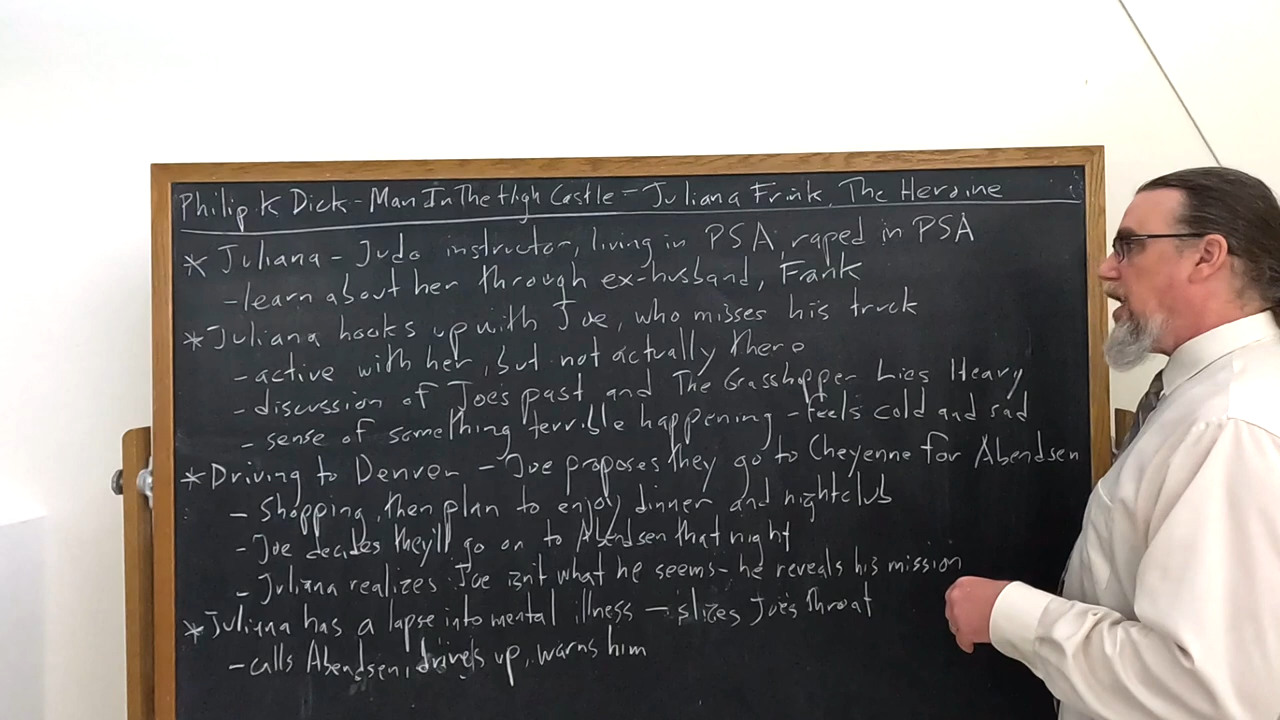 Philip K Dick - Man In The High Castle - Juliana Frink, The Heroine
* Juliana - Judo instructor, living in PSA, raped in PSA
- learn about her through ex-husband, Frank
* Juliana hooks up with Joe, who misses his truck
- active with her, but not actually there
- discussion of Joe's past and The Grasshopper Lies Heavy
- sense of something terrible happening - feels cold and sad
* Driving to Denver - Joe proposes they go to Cheyenne for Abendsen
- Shopping, then plan to enjoy dinner and nightclub
- Joe decides they'll go on to Abendsen that night
- Juliana realizes Joe isn't what he seems - he reveals his mission
* Juliana has a lapse into mental illness - slices Joe's throat
- calls Abendsen, drives up, warns him